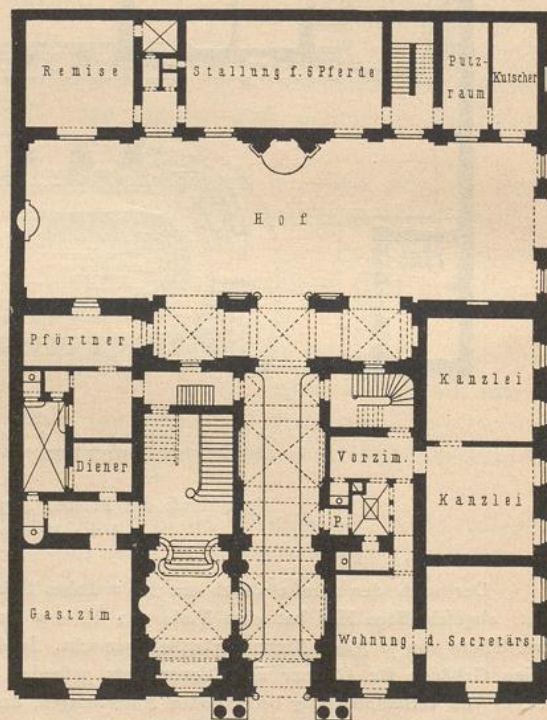 Remise
Stallung f. 6 Pferde
Putz-
raum
Kutscher
Hof
Pförtner
Kanzlei
Diener
Vorzim.
Kanzlei
P.
Gastzim.
Wohnung d. Secretärs